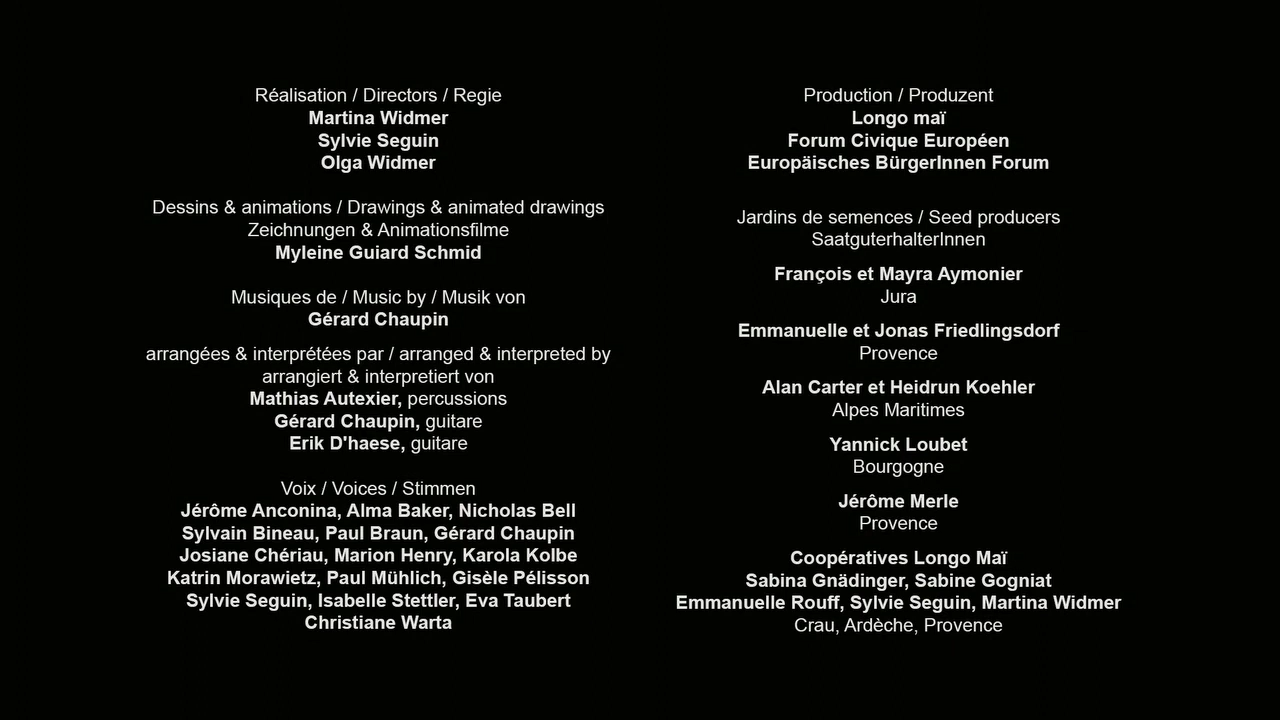 Réalisation / Directors / Regie
Martina Widmer
Sylvie Seguin
Olga Widmer
Dessins & animations / Drawings & animated drawings
Zeichnungen & Animationsfilme
Myleine Guiard Schmid
Musiques de / Music by / Musik von
Gérard Chaupin
arrangées & interprétées par / arranged & interpreted by
arrangiert & interpretiert von
Mathias Autexier, percussions
Gérard Chaupin, guitare
Erik D'haese, guitare
Voix / Voices / Stimmen
Jérôme Anconina, Alma Baker, Nicholas Bell
Sylvain Bineau, Paul Braun, Gérard Chaupin
Josiane Chériau, Marion Henry, Karola Kolbe
Katrin Morawietz, Paul Mühlich, Gisèle Pélisson
Sylvie Seguin, Isabelle Stettler, Eva Taubert
Christiane Warta
Production / Produzent
Longo maï
Forum Civique Européen
Europäisches BürgerInnen Forum
Jardins de semences / Seed producers
SaatguterhalterInnen
François et Mayra Aymonier
Jura
Emmanuelle et Jonas Friedlingsdorf
Provence
Alan Carter et Heidrun Koehler
Alpes Maritimes
Yannick Loubet
Bourgogne
Jérôme Merle
Provence
Coopératives Longo Maï
Sabina Gnädinger, Sabine Gogniat
Emmanuelle Rouff, Sylvie Seguin, Martina Widmer
Crau, Ardèche, Provence